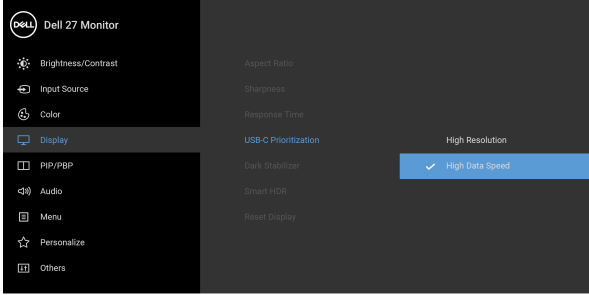 DELL Dell 27 Monitor
Brightness/Contrast
Input Source
Color
Display
PIP/PBP
Audio
Menu
Personalize
Others
Aspect Ratio
Sharpness
Response Time
USB-C Prioritization
Dark Stabilizer
Smart HDR
Reset Display
High Resolution
High Data Speed